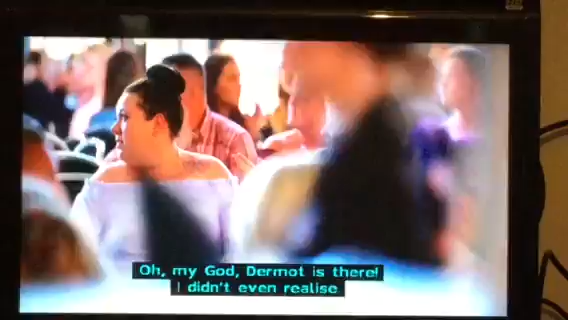 Oh, my God, Dermot is there!
I didn't even realise